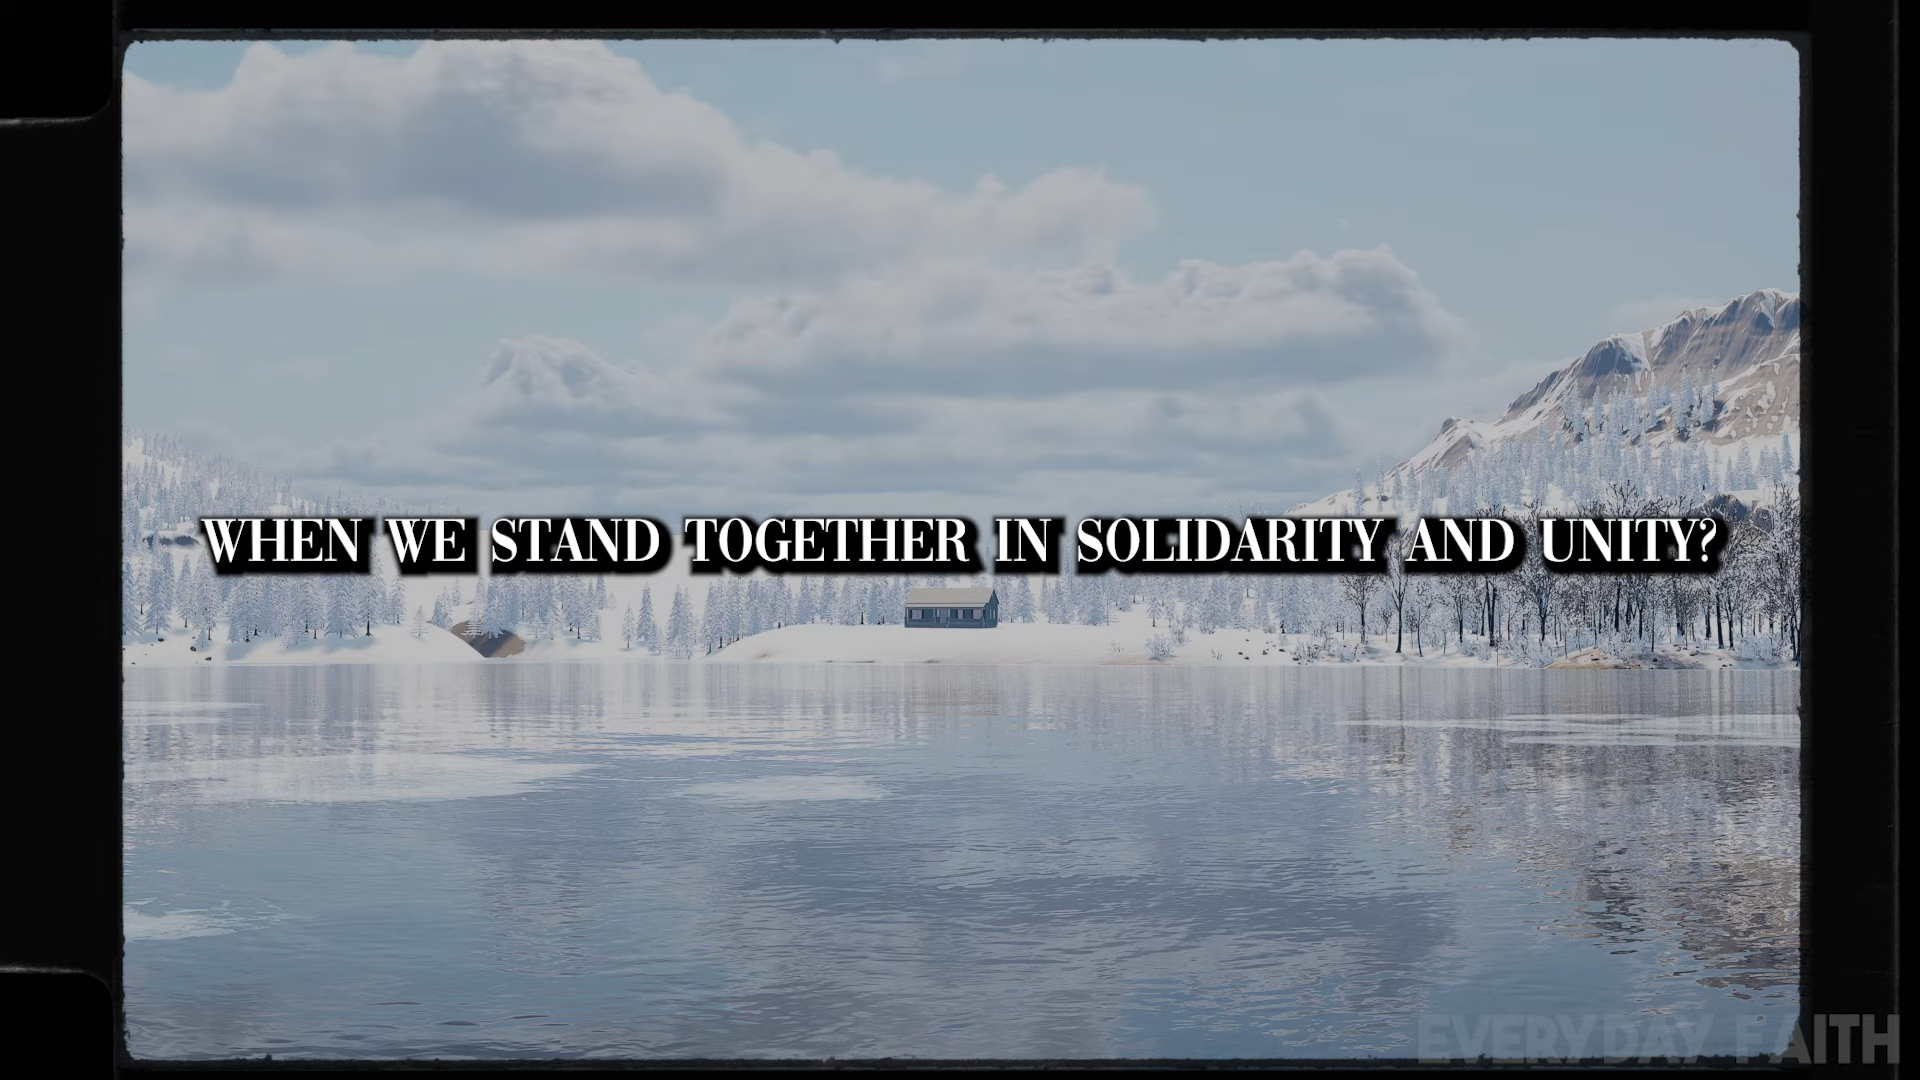 WHEN WE STAND TOGETHER IN SOLIDARITY AND UNITY?
EVERYDAY FAITH